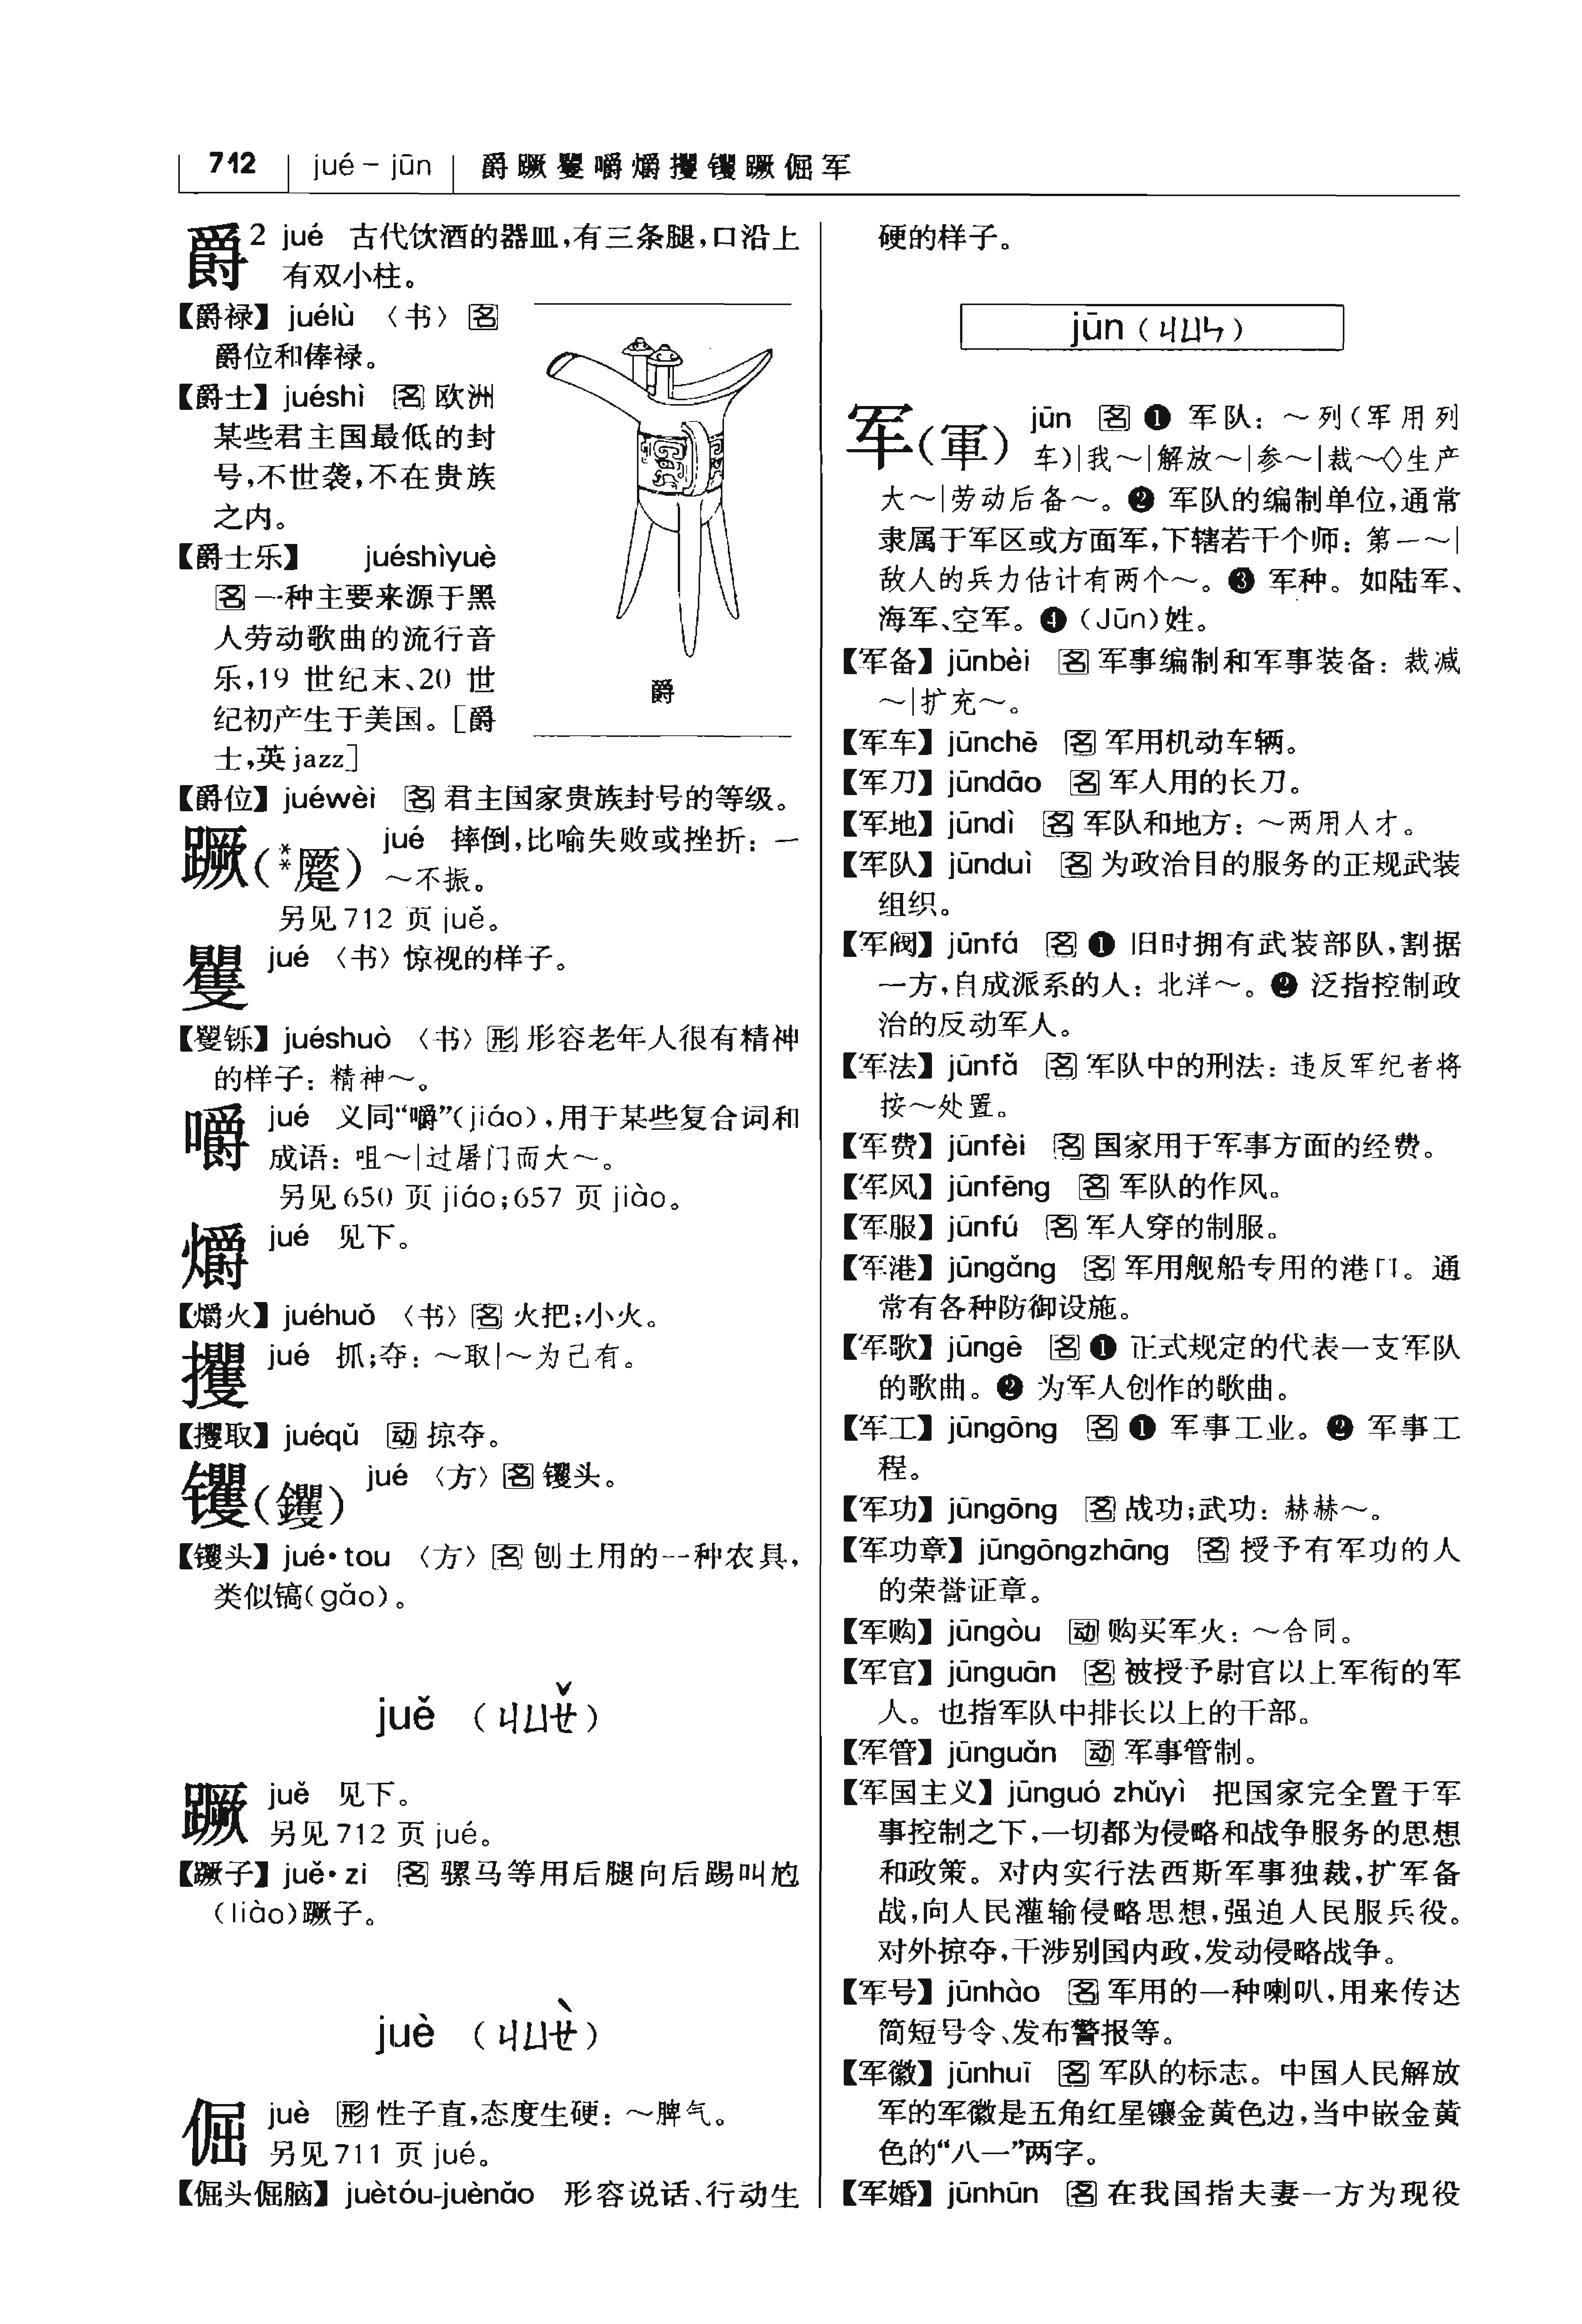 712 jué – jūn 爵蹶矍嚼爝攫䦆蹶倔军
爵2 jué 古代饮酒的器皿,有三条腿,口沿上
有双小柱。
【爵禄】 juélù 〈书〉 名
爵位和俸禄。
【爵士】 juéshì 名 欧洲
某些君主国最低的封
号,不世袭,不在贵族
之内。
【爵士乐】 juéshìyuè
名 一种主要来源于黑
人劳动歌曲的流行音
乐,19 世纪末、20 世
纪初产生于美国。[爵
士,英 jazz]
爵
【爵位】 juéwèi 名 君主国家贵族封号的等级。
蹶(**蹷) jué 摔倒,比喻失败或挫折: 一
～不振。
另见 712 页 juě。
矍 jué 〈书〉 惊视的样子。
【矍铄】 juéshuò 〈书〉 形 形容老年人很有精神
的样子: 精神～。
嚼 jué 义同“嚼”(jiáo),用于某些复合词和
成语: 咀～|过屠门而大～。
另见 650 页 jiáo;657 页 jiào。
爝 jué 见下。
【爝火】 juéhuǒ 〈书〉 名 火把;小火。
攫 jué 抓;夺: ～取|～为己有。
【攫取】 juéqǔ 动 掠夺。
䦆(钁) jué 〈方〉 名 䦆头。
【䦆头】 jué•tou 〈方〉 名 刨土用的一种农具,
类似镐(gǎo)。
juě (ㄐㄩㄝˇ)
蹶 juě 见下。
另见 712 页 jué。
【蹶子】 juě•zi 名 骡马等用后腿向后踢叫尥
(liào)蹶子。
juè (ㄐㄩㄝˋ)
倔 juè 形 性子直,态度生硬: ～脾气。
另见 711 页 jué。
【倔头倔脑】 juètóu-juènǎo 形容说话、行动生
硬的样子。
jūn (ㄐㄩㄣ)
军(軍) jūn 名 ❶ 军队: ～列(军用列
车)|我～|解放～|参～|裁～◇生产
大～|劳动后备～。❷ 军队的编制单位,通常
隶属于军区或方面军,下辖若干个师: 第一～|
敌人的兵力估计有两个～。❸ 军种。如陆军、
海军、空军。❹ (Jūn)姓。
【军备】 jūnbèi 名 军事编制和军事装备: 裁减
～|扩充～。
【军车】 jūnchē 名 军用机动车辆。
【军刀】 jūndāo 名 军人用的长刀。
【军地】 jūndì 名 军队和地方: ～两用人才。
【军队】 jūnduì 名 为政治目的服务的正规武装
组织。
【军阀】 jūnfá 名 ❶ 旧时拥有武装部队,割据
一方,自成派系的人: 北洋～。❷ 泛指控制政
治的反动军人。
【军法】 jūnfǎ 名 军队中的刑法: 违反军纪者将
按～处置。
【军费】 jūnfèi 名 国家用于军事方面的经费。
【军风】 jūnfēng 名 军队的作风。
【军服】 jūnfú 名 军人穿的制服。
【军港】 jūngǎng 名 军用舰船专用的港口。通
常有各种防御设施。
【军歌】 jūngē 名 ❶ 正式规定的代表一支军队
的歌曲。❷ 为军人创作的歌曲。
【军工】 jūngōng 名 ❶ 军事工业。❷ 军事工
程。
【军功】 jūngōng 名 战功;武功: 赫赫～。
【军功章】 jūngōngzhāng 名 授予有军功的人
的荣誉证章。
【军购】 jūngòu 动 购买军火: ～合同。
【军官】 jūnguān 名 被授予尉官以上军衔的军
人。也指军队中排长以上的干部。
【军管】 jūnguǎn 动 军事管制。
【军国主义】 jūnguó zhǔyì 把国家完全置于军
事控制之下,一切都为侵略和战争服务的思想
和政策。对内实行法西斯军事独裁,扩军备
战,向人民灌输侵略思想,强迫人民服兵役。
对外掠夺,干涉别国内政,发动侵略战争。
【军号】 jūnhào 名 军用的一种喇叭,用来传达
简短号令、发布警报等。
【军徽】 jūnhuī 名 军队的标志。中国人民解放
军的军徽是五角红星镶金黄色边,当中嵌金黄
色的“八一”两字。
【军婚】 jūnhūn 名 在我国指夫妻一方为现役